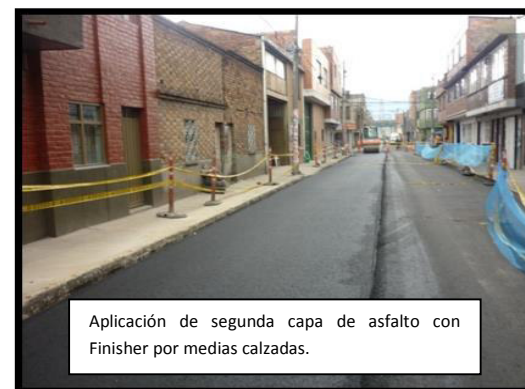 Aplicación de segunda capa de asfalto con
Finisher por medias calzadas.